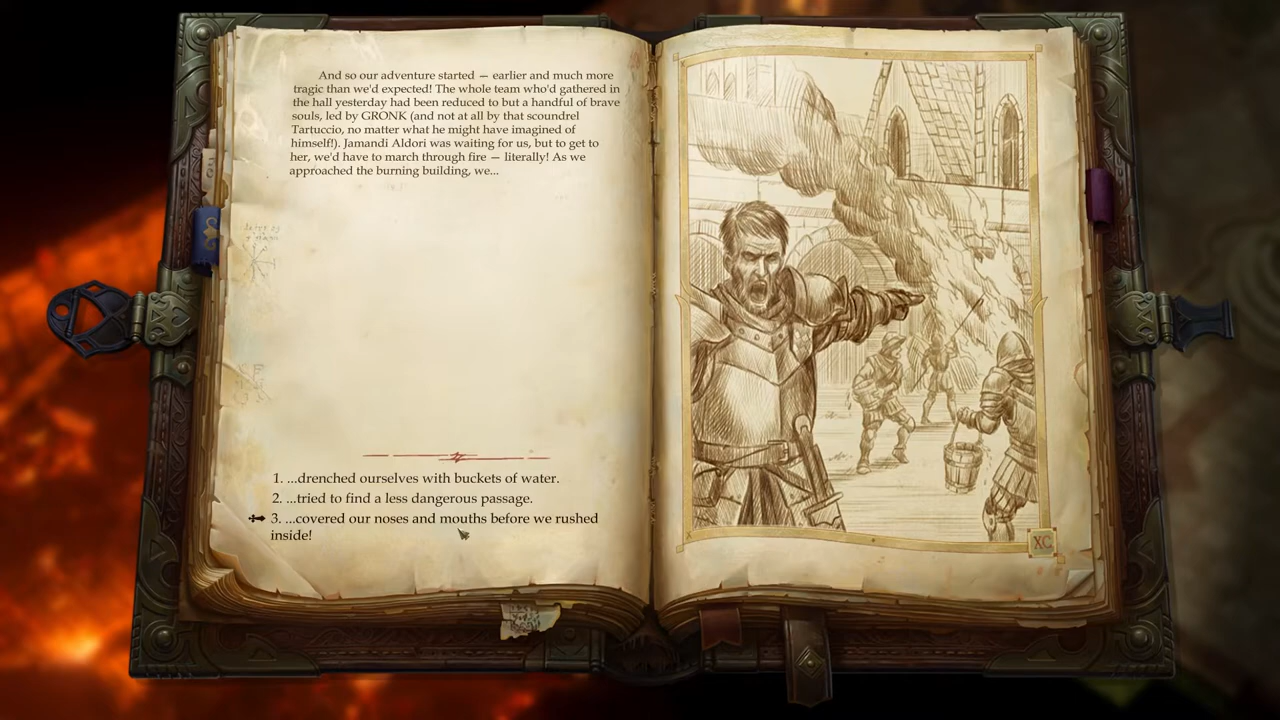 And so our adventure started — earlier and much more
tragic than we'd expected! The whole team who'd gathered in
the hall yesterday had been reduced to but a handful of brave
souls, led by GRONK (and not at all by that scoundrel
Tartuccio, no matter what he might have imagined of
himself!). Jamandi Aldori was waiting for us, but to get to
her, we'd have to march through fire — literally! As we
approached the burning building, we...
1. ...drenched ourselves with buckets of water.
2. ...tried to find a less dangerous passage.
3. ...covered our noses and mouths before we rushed
inside!
XC